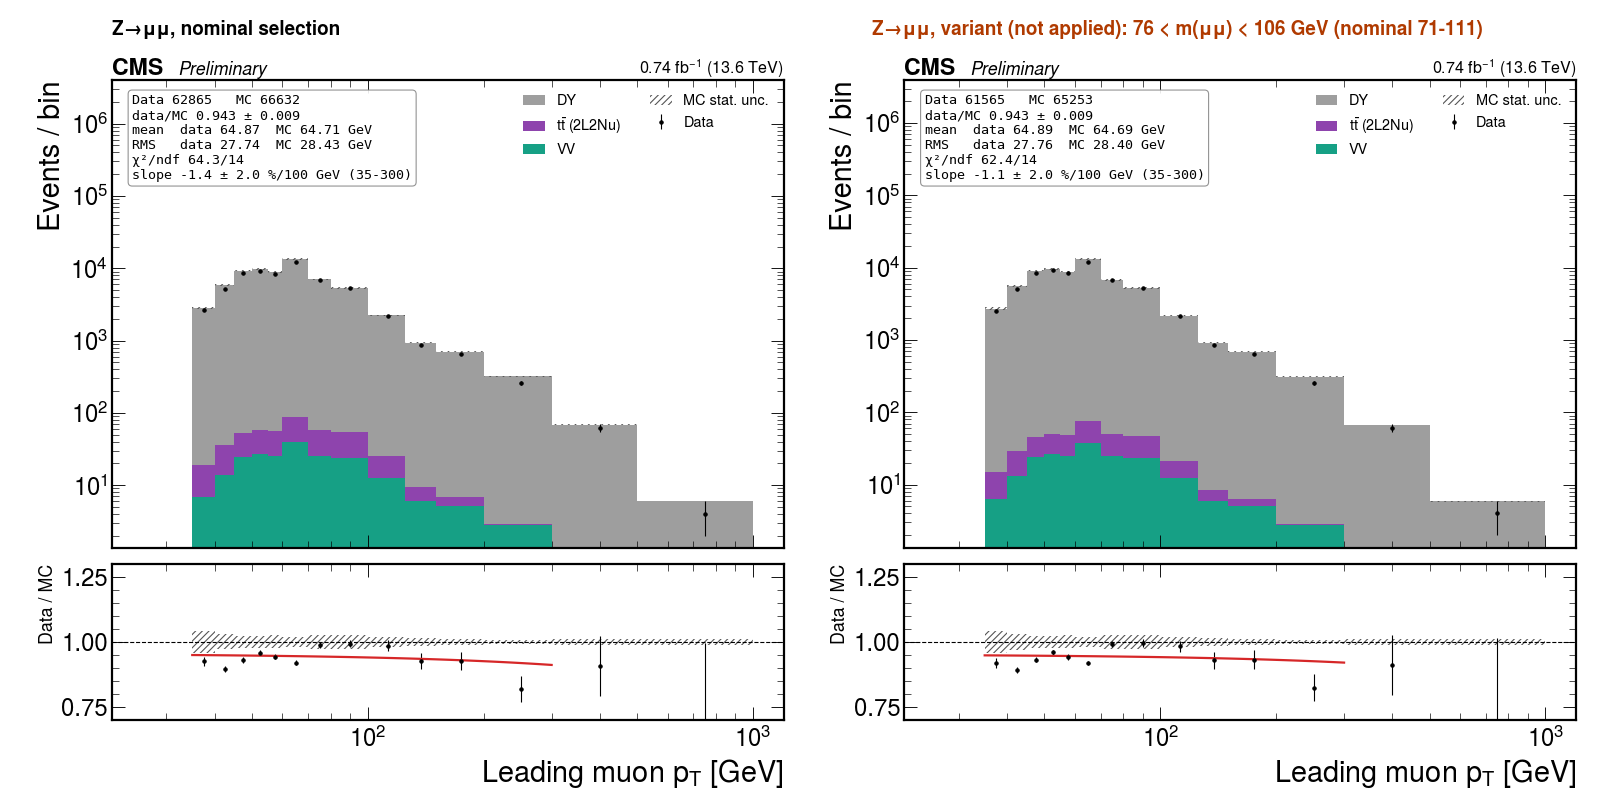 Z→μμ, nominal selection
CMS Preliminary 0.74 fb⁻¹ (13.6 TeV)
Events / bin
Data 62865 MC 66632
data/MC 0.943 ± 0.009
mean data 64.87 MC 64.71 GeV
RMS data 27.74 MC 28.43 GeV
χ²/ndf 64.3/14
slope -1.4 ± 2.0 %/100 GeV (35-300)
DY
tt̄ (2L2Nu)
VV
MC stat. unc.
Data
10⁶
10⁵
10⁴
10³
10²
10¹
Data / MC
1.25
1.00
0.75
10² 10³
Leading muon p_T [GeV]
Z→μμ, variant (not applied): 76 < m(μμ) < 106 GeV (nominal 71-111)
CMS Preliminary 0.74 fb⁻¹ (13.6 TeV)
Events / bin
Data 61565 MC 65253
data/MC 0.943 ± 0.009
mean data 64.89 MC 64.69 GeV
RMS data 27.76 MC 28.40 GeV
χ²/ndf 62.4/14
slope -1.1 ± 2.0 %/100 GeV (35-300)
DY
tt̄ (2L2Nu)
VV
MC stat. unc.
Data
10⁶
10⁵
10⁴
10³
10²
10¹
Data / MC
1.25
1.00
0.75
10² 10³
Leading muon p_T [GeV]